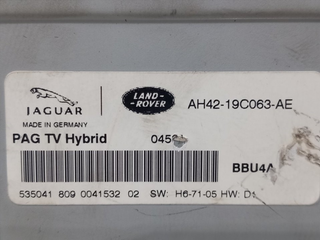 JAGUAR
LAND-
ROVER
AH42-19C063-AE
MADE IN GERMANY
PAG TV Hybrid
BBU4A
535041 809 0041532 02 SW: H6-71-05 HW: